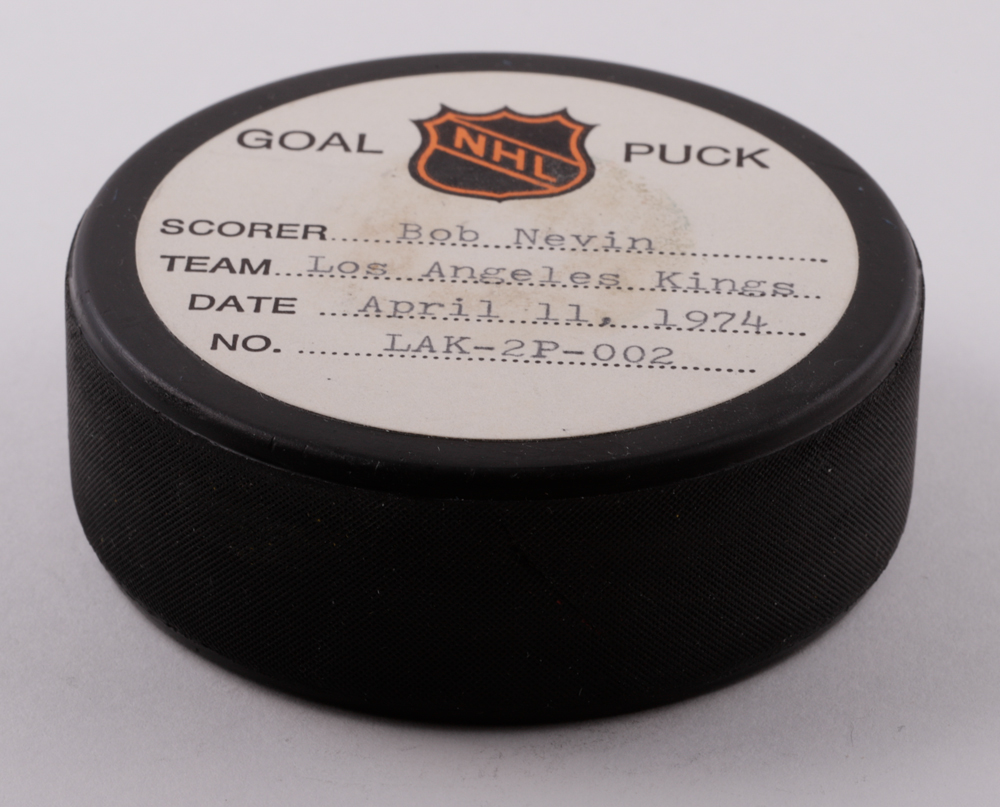 GOAL NHL PUCK
SCORER.....Bob Nevin..............
TEAM...Los Angeles Kings...
DATE ...April 11, 1974....
NO. ......LAK-2P-002.........